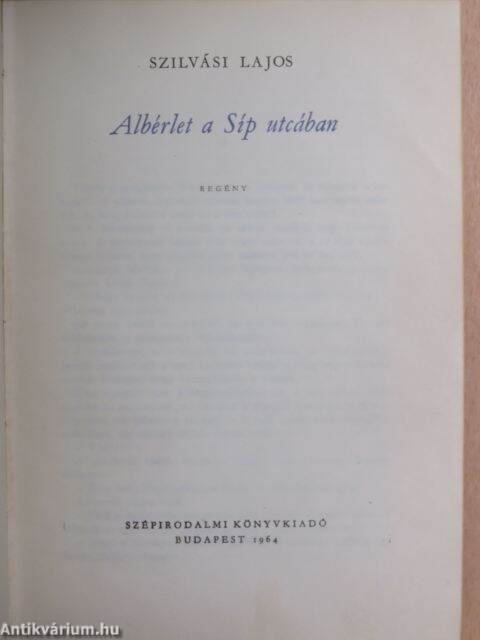 SZILVÁSI LAJOS
Albérlet a Síp utcában
REGÉNY
SZÉPIRODALMI KÖNYVKIADÓ
BUDAPEST 1964
Antikvárium.hu